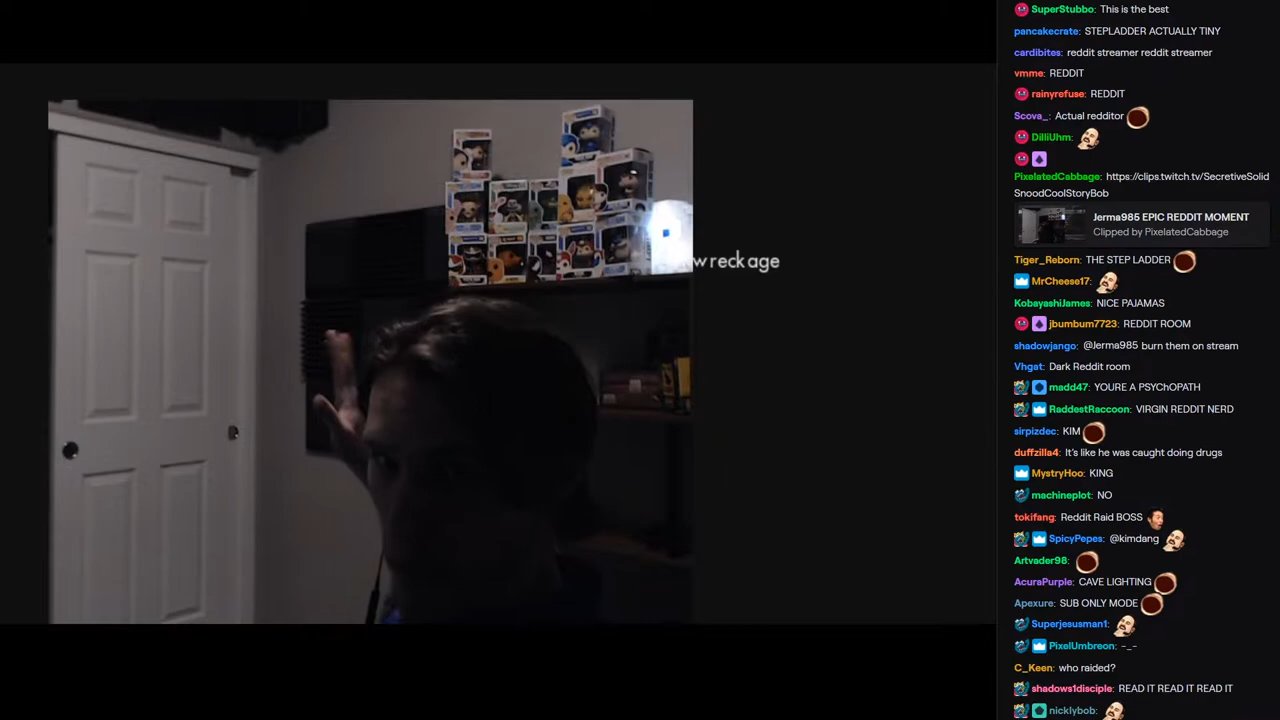 w reck age
SuperStubbo: This is the best
pancakecrate: STEPLADDER ACTUALLY TINY
cardibites: reddit streamer reddit streamer
vmme: REDDIT
rainyrefuse: REDDIT
Scova_: Actual redditor
DilliUhm:
PixelatedCabbage: https://clips.twitch.tv/SecretiveSolid
SnoodCoolStoryBob
Jerma985 EPIC REDDIT MOMENT
Clipped by PixelatedCabbage
Tiger_Reborn: THE STEP LADDER
MrCheese17:
KobayashiJames: NICE PAJAMAS
jbumbum7723: REDDIT ROOM
shadowjango: @Jerma985 burn them on stream
Vhgat: Dark Reddit room
madd47: YOURE A PSYChOPATH
RaddestRaccoon: VIRGIN REDDIT NERD
sirpizdec: KIM
duffzilla4: It's like he was caught doing drugs
MystryHoo: KING
machineplot: NO
tokifang: Reddit Raid BOSS
SpicyPepes: @kimdang
Artvader98:
AcuraPurple: CAVE LIGHTING
Apexure: SUB ONLY MODE
Superjesusman1:
PixelUmbreon: -_-
C_Keen: who raided?
shadows1disciple: READ IT READ IT READ IT
nicklybob: